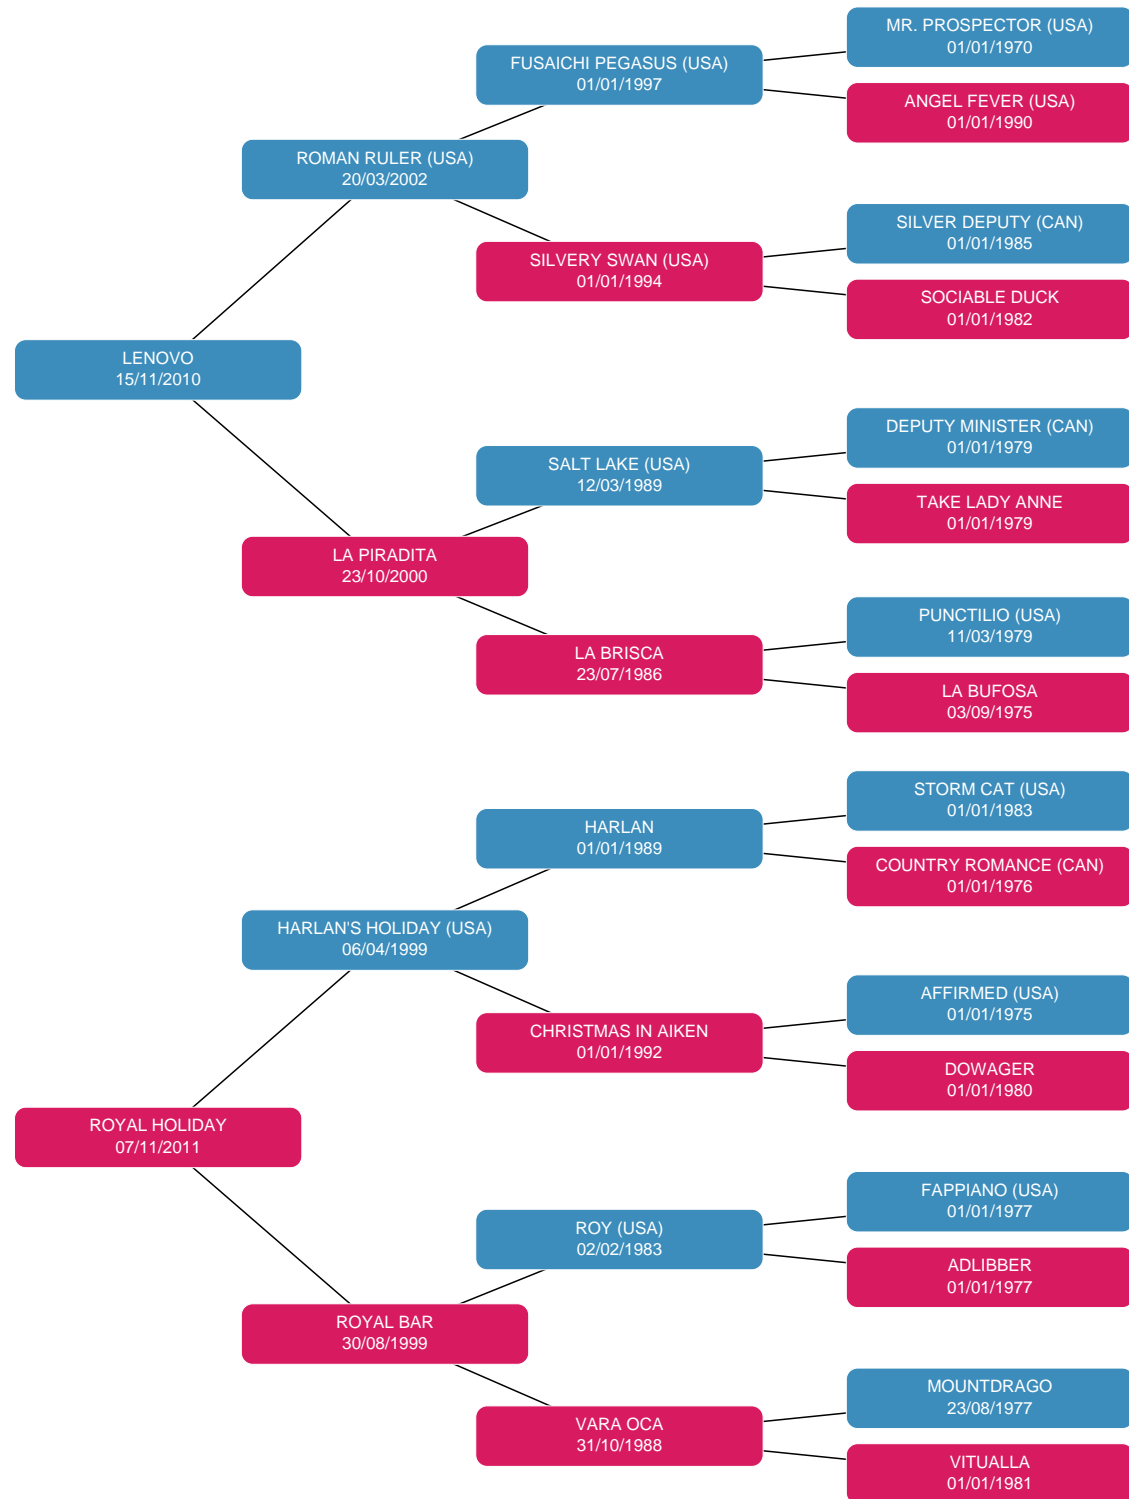 MR. PROSPECTOR (USA)
01/01/1970
FUSAICHI PEGASUS (USA)
01/01/1997
ANGEL FEVER (USA)
01/01/1990
ROMAN RULER (USA)
20/03/2002
SILVER DEPUTY (CAN)
01/01/1985
SILVERY SWAN (USA)
01/01/1994
SOCIABLE DUCK
01/01/1982
LENOVO
15/11/2010
DEPUTY MINISTER (CAN)
01/01/1979
SALT LAKE (USA)
12/03/1989
TAKE LADY ANNE
01/01/1979
LA PIRADITA
23/10/2000
PUNCTILIO (USA)
11/03/1979
LA BRISCA
23/07/1986
LA BUFOSA
03/09/1975
STORM CAT (USA)
01/01/1983
HARLAN
01/01/1989
COUNTRY ROMANCE (CAN)
01/01/1976
HARLAN'S HOLIDAY (USA)
06/04/1999
AFFIRMED (USA)
01/01/1975
CHRISTMAS IN AIKEN
01/01/1992
DOWAGER
01/01/1980
ROYAL HOLIDAY
07/11/2011
FAPPIANO (USA)
01/01/1977
ROY (USA)
02/02/1983
ADLIBBER
01/01/1977
ROYAL BAR
30/08/1999
MOUNTDRAGO
23/08/1977
VARA OCA
31/10/1988
VITUALLA
01/01/1981